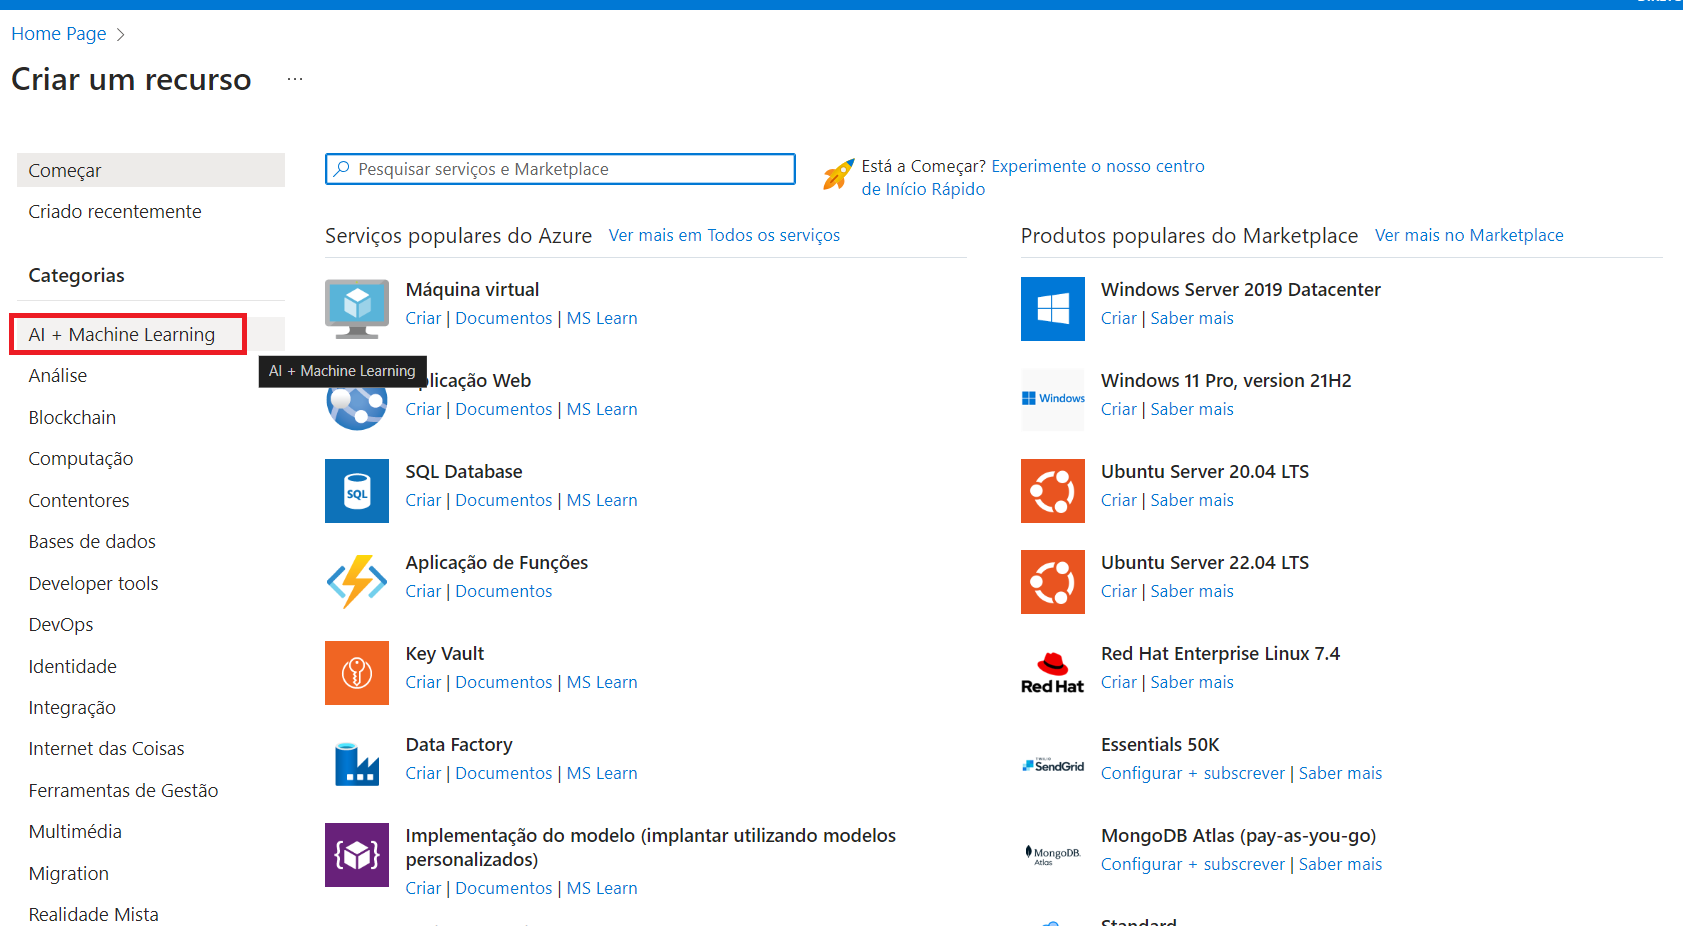 Home Page
Criar um recurso
...
Começar
Criado recentemente
Categorias
AI + Machine Learning
AI + Machine Learning
Análise
Blockchain
Computação
Contentores
Bases de dados
Developer tools
DevOps
Identidade
Integração
Internet das Coisas
Ferramentas de Gestão
Multimédia
Migration
Realidade Mista
Pesquisar serviços e Marketplace
Está a Começar? Experimente o nosso centro
de Início Rápido
Serviços populares do Azure Ver mais em Todos os serviços
Máquina virtual
Criar | Documentos | MS Learn
plicação Web
Criar | Documentos | MS Learn
SQL
SQL Database
Criar | Documentos | MS Learn
Aplicação de Funções
Criar | Documentos
Key Vault
Criar | Documentos | MS Learn
Data Factory
Criar | Documentos | MS Learn
Implementação do modelo (implantar utilizando modelos
personalizados)
Criar | Documentos | MS Learn
Produtos populares do Marketplace Ver mais no Marketplace
Windows Server 2019 Datacenter
Criar | Saber mais
Windows
Windows 11 Pro, version 21H2
Criar | Saber mais
Ubuntu Server 20.04 LTS
Criar | Saber mais
Ubuntu Server 22.04 LTS
Criar | Saber mais
Red Hat
Red Hat Enterprise Linux 7.4
Criar | Saber mais
SendGrid
Essentials 50K
Configurar + subscrever | Saber mais
MongoDB.
Atlas
MongoDB Atlas (pay-as-you-go)
Configurar + subscrever | Saber mais
Standard